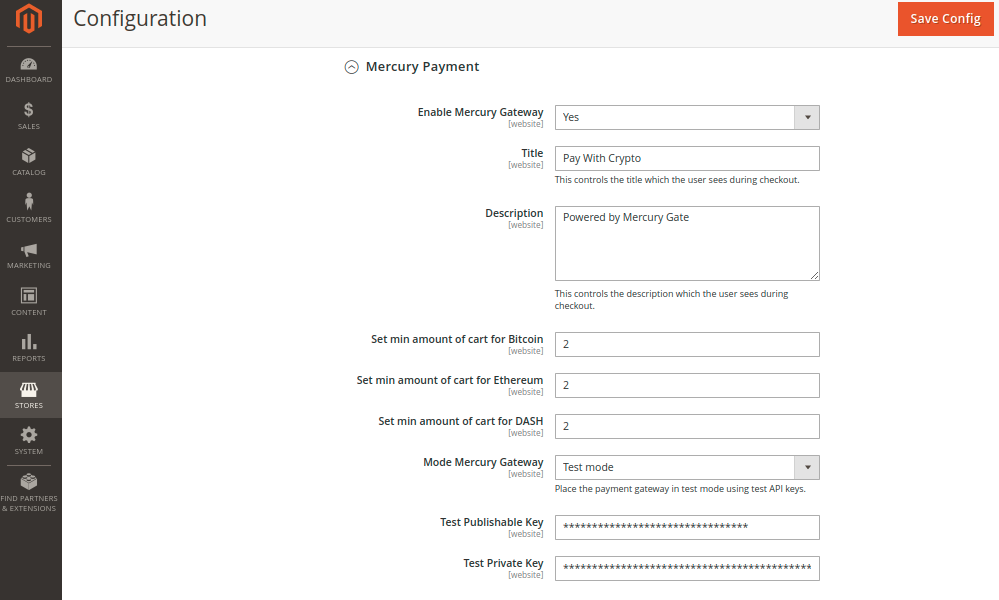 Configuration
Save Config
DASHBOARD
SALES
CATALOG
CUSTOMERS
MARKETING
CONTENT
REPORTS
STORES
SYSTEM
FIND PARTNERS
& EXTENSIONS
Mercury Payment
Enable Mercury Gateway
[website]
Yes
Title
[website]
Pay With Crypto
This controls the title which the user sees during checkout.
Description
[website]
Powered by Mercury Gate
This controls the description which the user sees during
checkout.
Set min amount of cart for Bitcoin
[website]
2
Set min amount of cart for Ethereum
[website]
2
Set min amount of cart for DASH
[website]
2
Mode Mercury Gateway
[website]
Test mode
Place the payment gateway in test mode using test API keys.
Test Publishable Key
[website]
********************************
Test Private Key
[website]
*******************************************